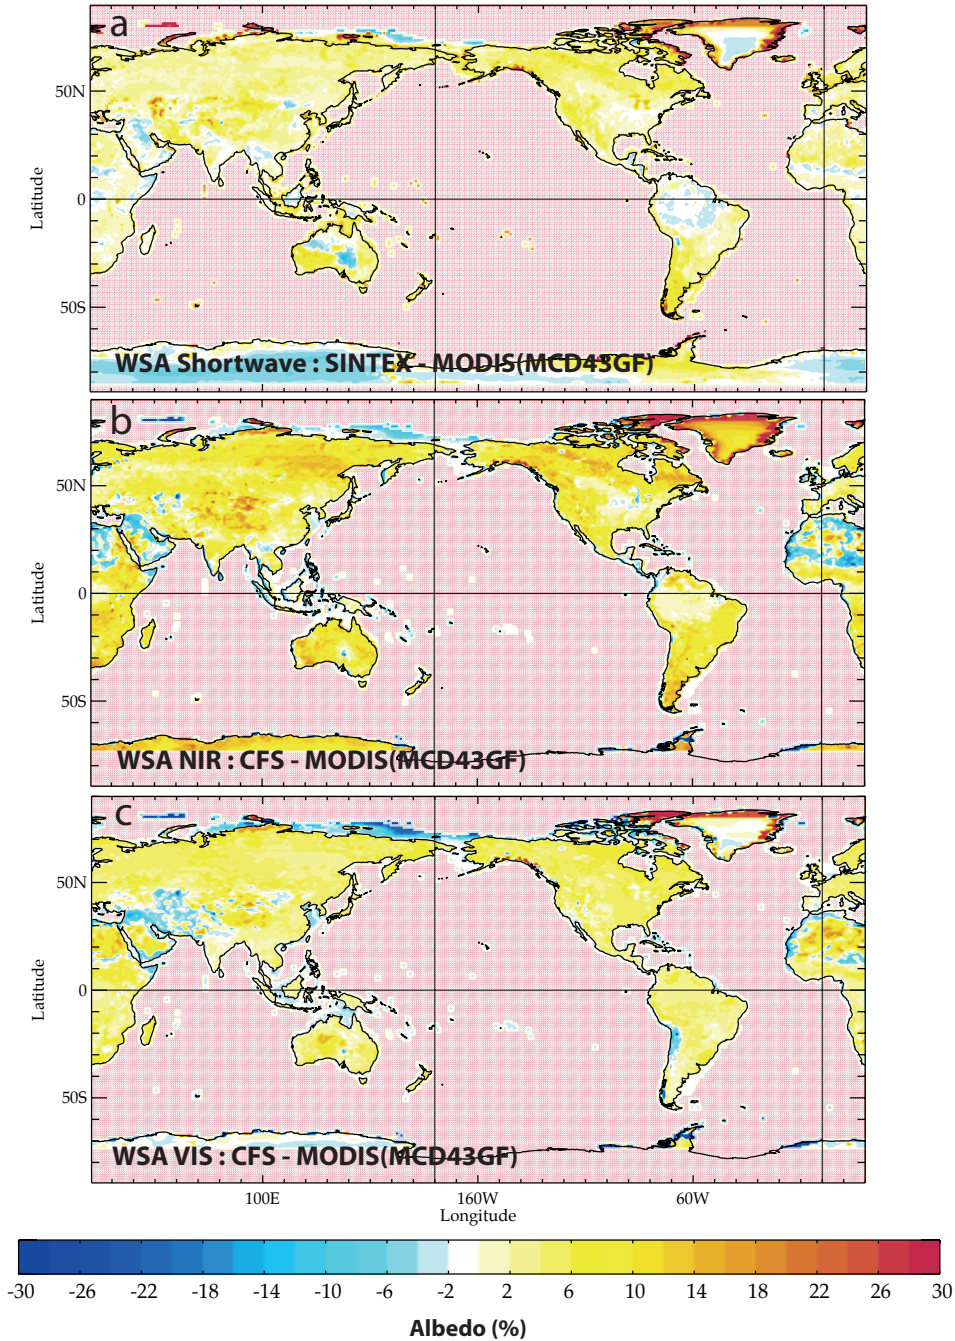 a
50N
0
50S
Latitude
WSA Shortwave : SINTEX - MODIS(MCD43GF)
b
50N
0
50S
Latitude
WSA NIR : CFS - MODIS(MCD43GF)
c
50N
0
50S
Latitude
WSA VIS : CFS - MODIS(MCD43GF)
100E 160W 60W
Longitude
-30 -26 -22 -18 -14 -10 -6 -2 2 6 10 14 18 22 26 30
Albedo (%)